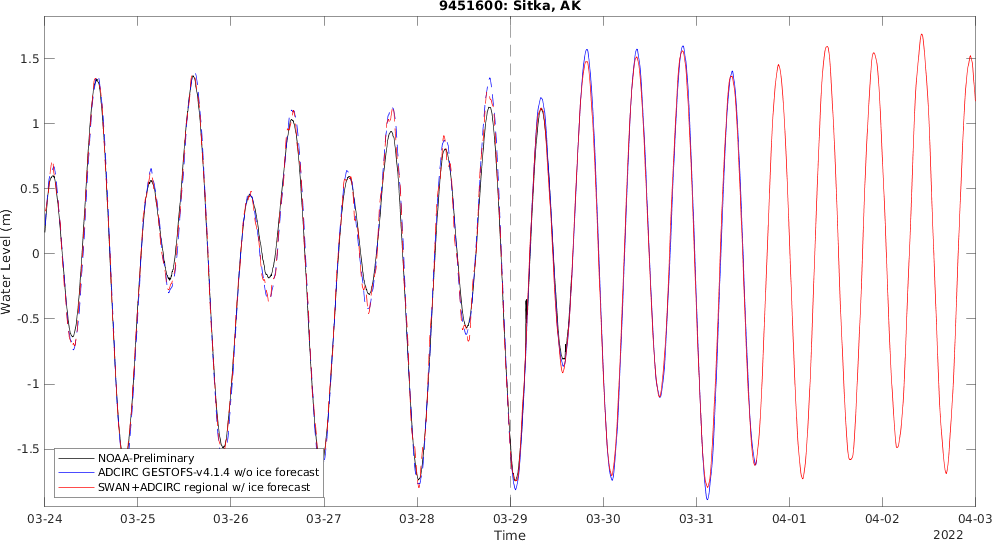 9451600: Sitka, AK
Water Level (m)
1.5
1
0.5
0
-0.5
-1
-1.5
NOAA-Preliminary
ADCIRC GESTOFS-v4.1.4 w/o ice forecast
SWAN+ADCIRC regional w/ ice forecast
03-24 03-25 03-26 03-27 03-28 03-29 03-30 03-31 04-01 04-02 04-03
Time
2022